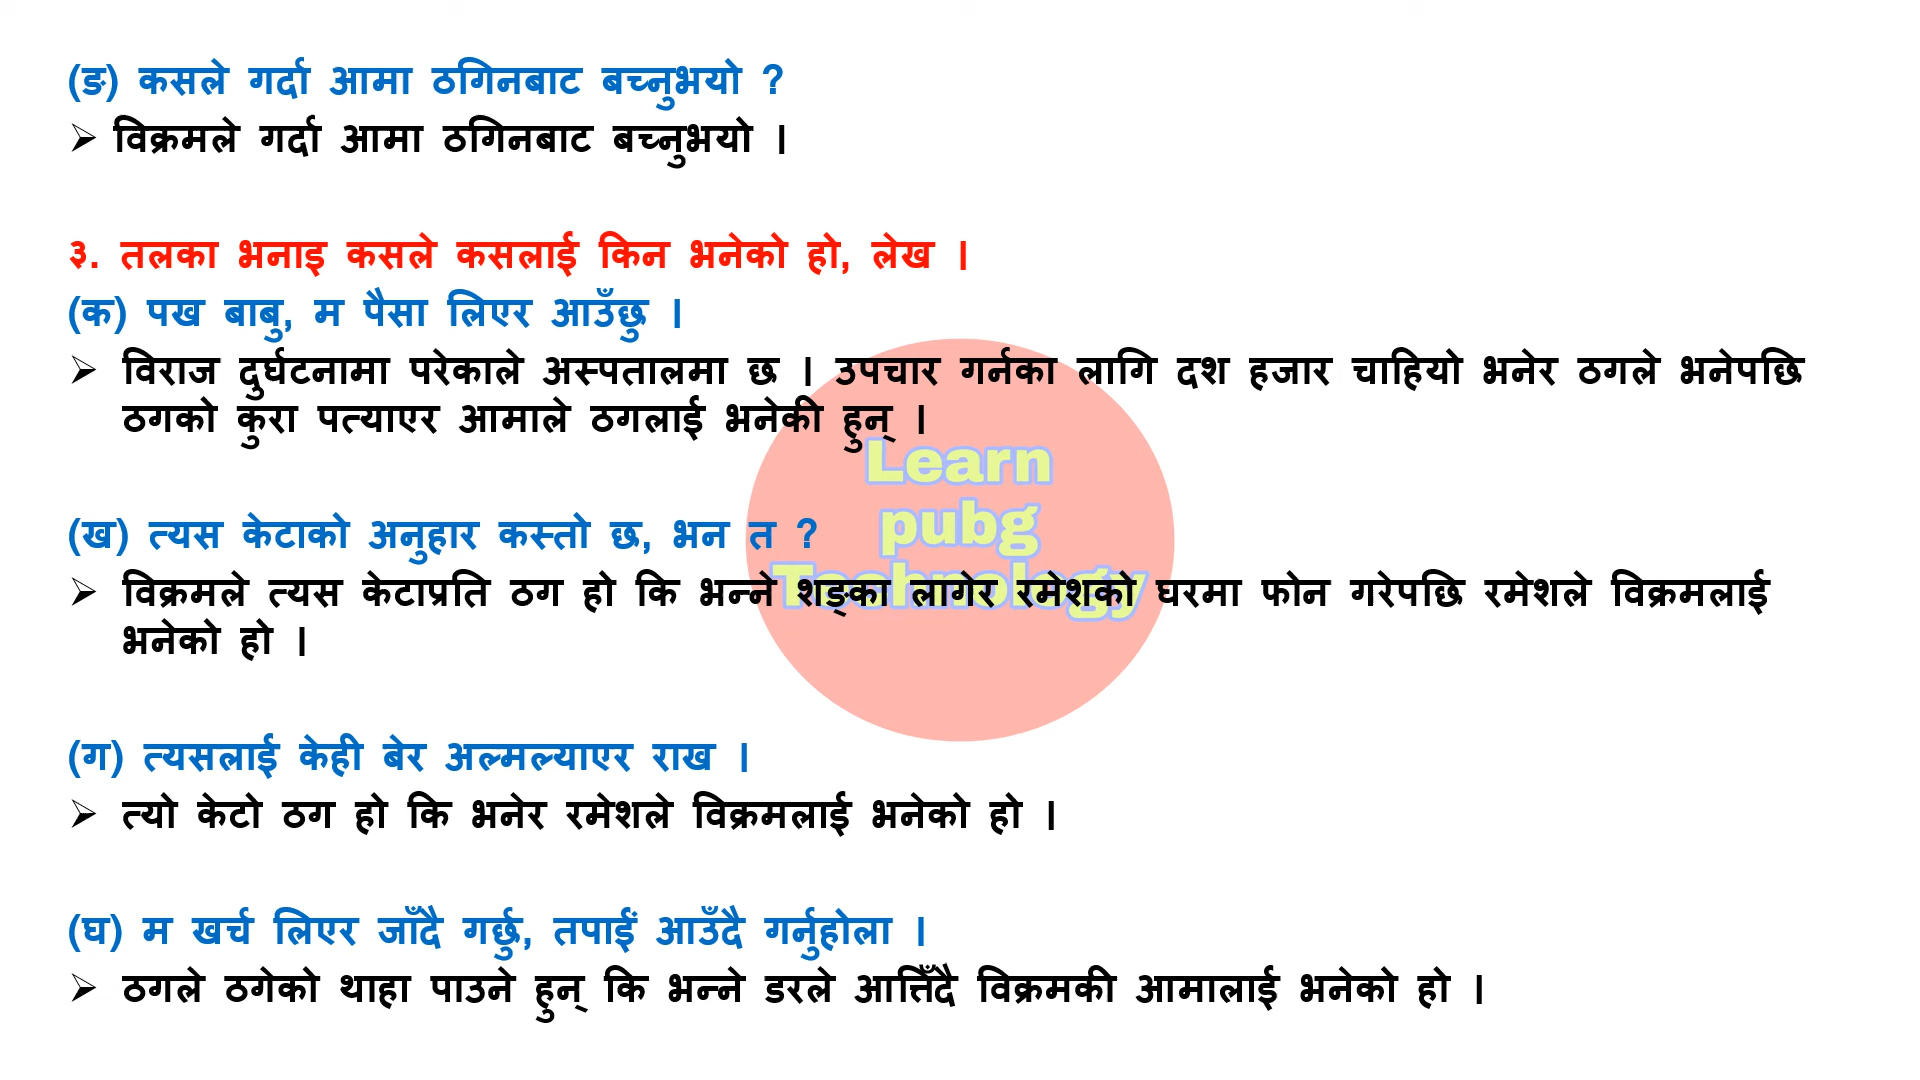 (ङ) कसले गर्दा आमा ठगिनबाट बच्नुभयो ?
➢ विक्रमले गर्दा आमा ठगिनबाट बच्नुभयो ।
३. तलका भनाइ कसले कसलाई किन भनेको हो, लेख ।
(क) पख बाबु, म पैसा लिएर आउँछु ।
➢ विराज दुर्घटनामा परेकाले अस्पतालमा छ । उपचार गर्नका लागि दश हजार चाहियो भनेर ठगले भनेपछि
ठगको कुरा पत्याएर आमाले ठगलाई भनेकी हुन् ।
Learn
pubg
Technology
(ख) त्यस केटाको अनुहार कस्तो छ, भन त ?
➢ विक्रमले त्यस केटाप्रति ठग हो कि भन्ने शङ्का लागेर रमेशको घरमा फोन गरेपछि रमेशले विक्रमलाई
भनेको हो ।
(ग) त्यसलाई केही बेर अल्मल्याएर राख ।
➢ त्यो केटो ठग हो कि भनेर रमेशले विक्रमलाई भनेको हो ।
(घ) म खर्च लिएर जाँदै गर्छु, तपाईं आउँदै गर्नुहोला ।
➢ ठगले ठगेको थाहा पाउने हुन् कि भन्ने डरले आत्तिँदै विक्रमकी आमालाई भनेको हो ।